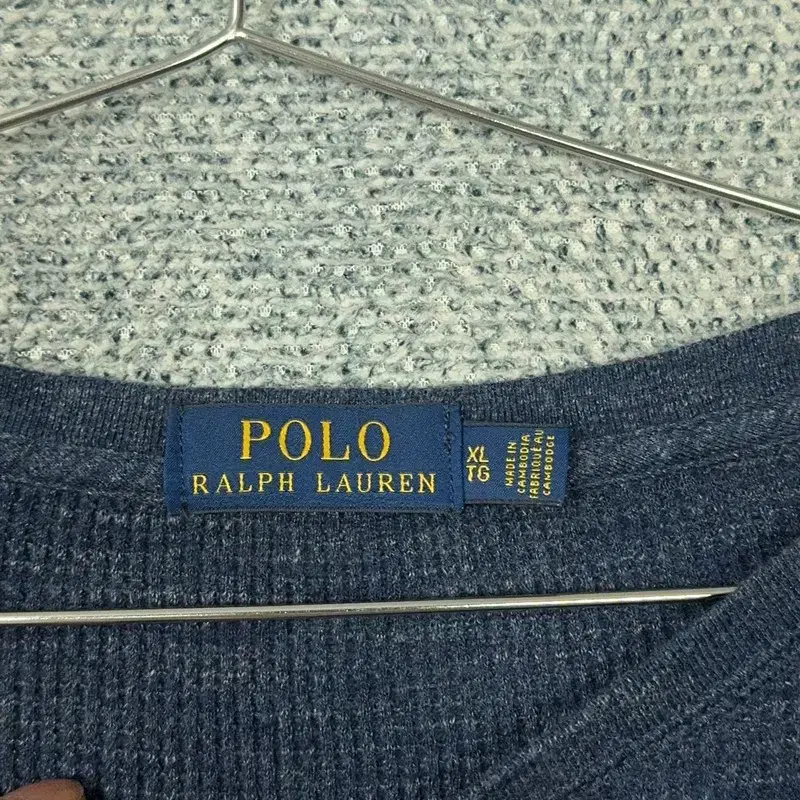 POLO
RALPH LAUREN
XL
TG
MADE IN
CAMBODIA
FABRIQUÉ AU
CAMBODGE